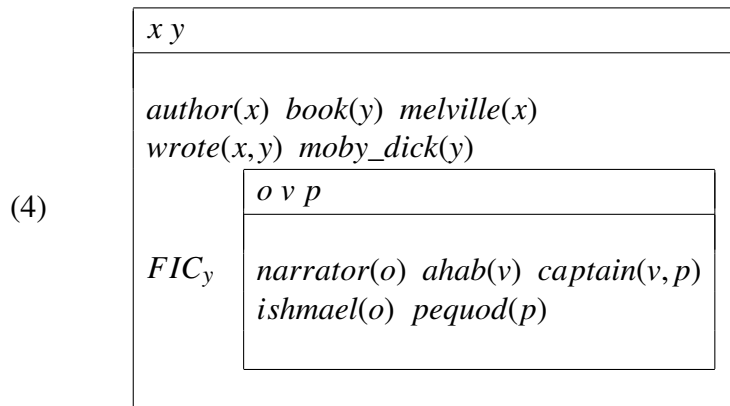 x y
author(x) book(y) melville(x)
wrote(x,y) moby_dick(y)
(4)
o v p
FIC_y narrator(o) ahab(v) captain(v, p)
ishmael(o) pequod(p)